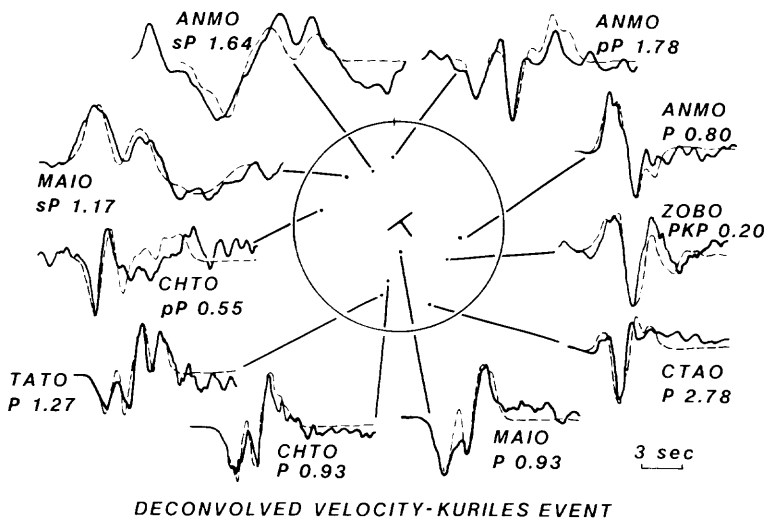 ANMO
sP 1.64
ANMO
pP 1.78
ANMO
P 0.80
MAIO
sP 1.17
ZOBO
PKP 0.20
CHTO
pP 0.55
TATO
P 1.27
CTAO
P 2.78
CHTO
P 0.93
MAIO
P 0.93
3 sec
DECONVOLVED VELOCITY-KURILES EVENT